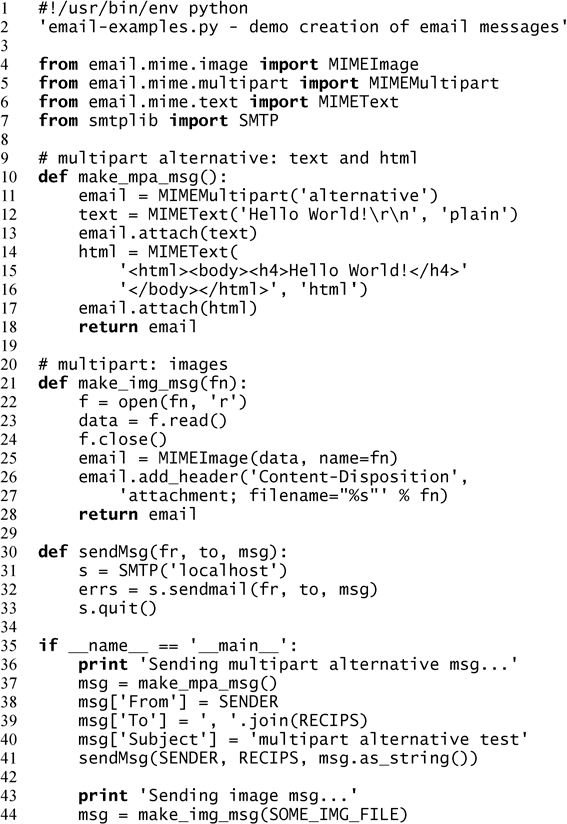 1 #!/usr/bin/env python
2 'email-examples.py - demo creation of email messages'
3
4 from email.mime.image import MIMEImage
5 from email.mime.multipart import MIMEMultipart
6 from email.mime.text import MIMEText
7 from smtplib import SMTP
8
9 # multipart alternative: text and html
10 def make_mpa_msg():
11     email = MIMEMultipart('alternative')
12     text = MIMEText('Hello World!\r\n', 'plain')
13     email.attach(text)
14     html = MIMEText(
15         '<html><body><h4>Hello World!</h4>'
16         '</body></html>', 'html')
17     email.attach(html)
18     return email
19
20 # multipart: images
21 def make_img_msg(fn):
22     f = open(fn, 'r')
23     data = f.read()
24     f.close()
25     email = MIMEImage(data, name=fn)
26     email.add_header('Content-Disposition',
27         'attachment; filename="%s"' % fn)
28     return email
29
30 def sendMsg(fr, to, msg):
31     s = SMTP('localhost')
32     errs = s.sendmail(fr, to, msg)
33     s.quit()
34
35 if __name__ == '__main__':
36     print 'Sending multipart alternative msg...'
37     msg = make_mpa_msg()
38     msg['From'] = SENDER
39     msg['To'] = ', '.join(RECIPS)
40     msg['Subject'] = 'multipart alternative test'
41     sendMsg(SENDER, RECIPS, msg.as_string())
42
43     print 'Sending image msg...'
44     msg = make_img_msg(SOME_IMG_FILE)